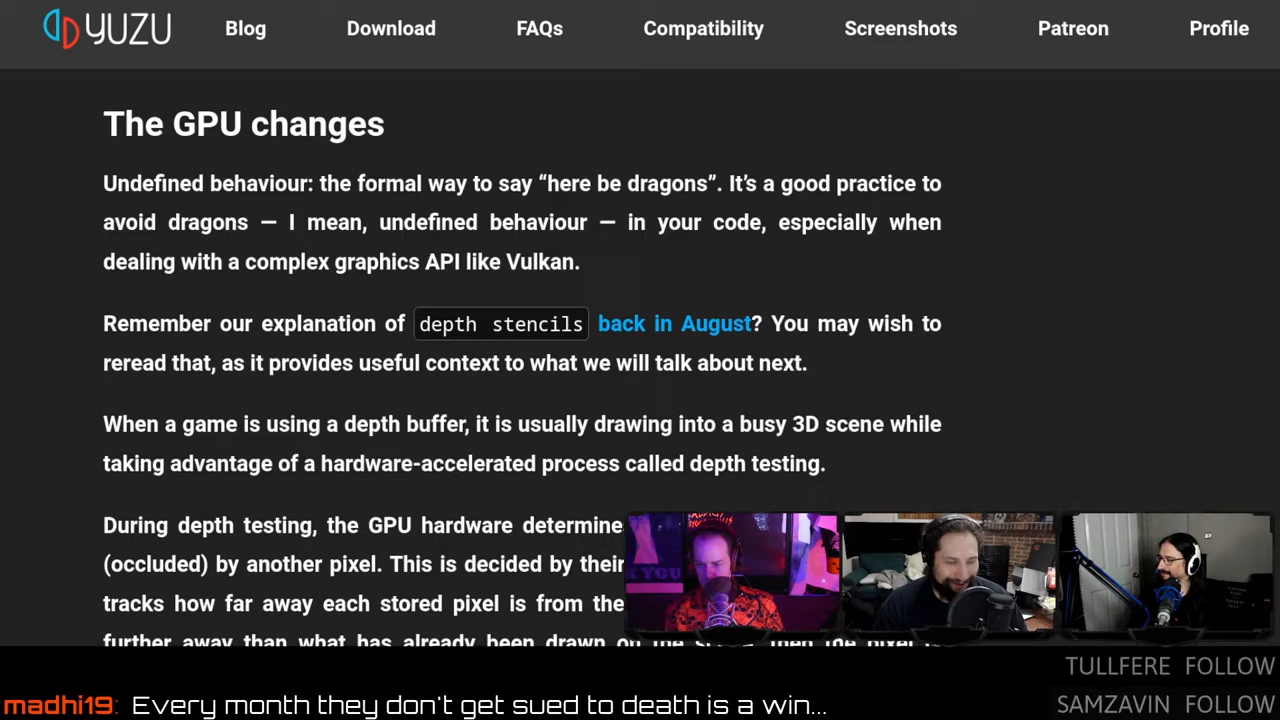 YUZU
Blog
Download
FAQs
Compatibility
Screenshots
Patreon
Profile
The GPU changes
Undefined behaviour: the formal way to say “here be dragons”. It’s a good practice to
avoid dragons — I mean, undefined behaviour — in your code, especially when
dealing with a complex graphics API like Vulkan.
Remember our explanation of depth stencils back in August? You may wish to
reread that, as it provides useful context to what we will talk about next.
When a game is using a depth buffer, it is usually drawing into a busy 3D scene while
taking advantage of a hardware-accelerated process called depth testing.
During depth testing, the GPU hardware determine
(occluded) by another pixel. This is decided by their
tracks how far away each stored pixel is from the
further away than what has already been drawn on the
TULLFERE FOLLOW
madhi19: Every month they don't get sued to death is a win...
SAMZAVIN FOLLOW